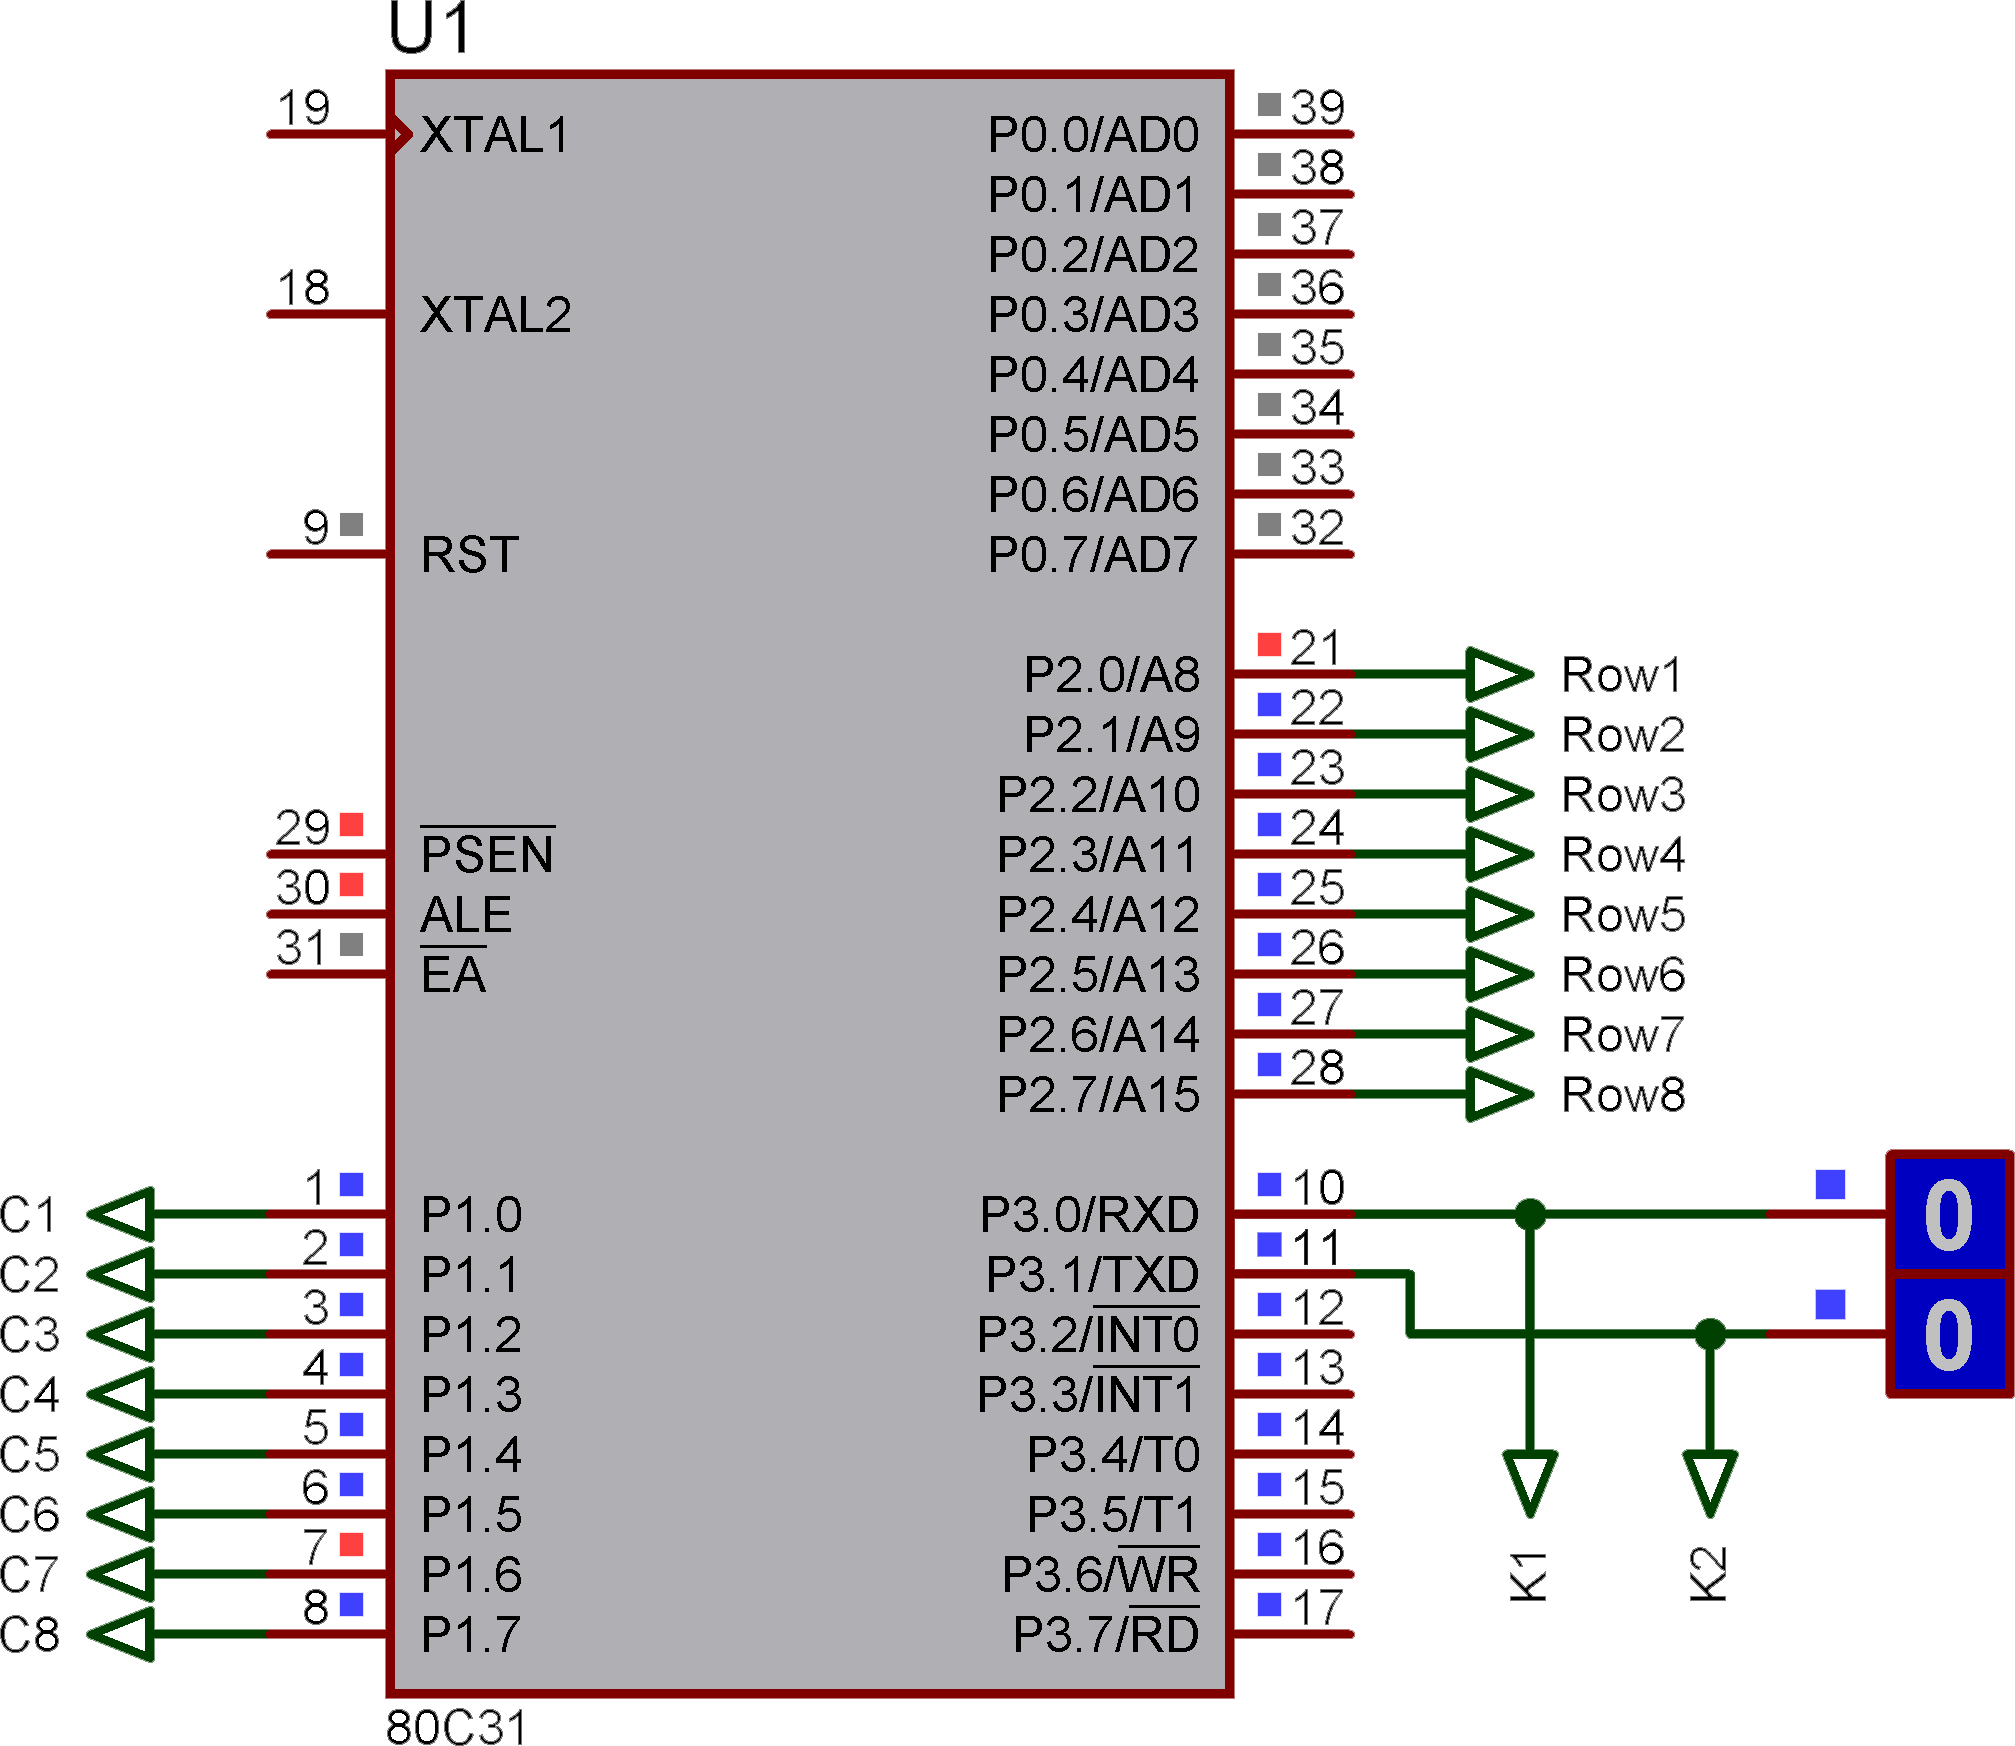 U1
19 XTAL1
18 XTAL2
9 RST
29 PSEN
30 ALE
31 EA
C1 1 P1.0
C2 2 P1.1
C3 3 P1.2
C4 4 P1.3
C5 5 P1.4
C6 6 P1.5
C7 7 P1.6
C8 8 P1.7
P0.0/AD0 39
P0.1/AD1 38
P0.2/AD2 37
P0.3/AD3 36
P0.4/AD4 35
P0.5/AD5 34
P0.6/AD6 33
P0.7/AD7 32
P2.0/A8 21 Row1
P2.1/A9 22 Row2
P2.2/A10 23 Row3
P2.3/A11 24 Row4
P2.4/A12 25 Row5
P2.5/A13 26 Row6
P2.6/A14 27 Row7
P2.7/A15 28 Row8
P3.0/RXD 10 0
P3.1/TXD 11
P3.2/INT0 12 0
P3.3/INT1 13
P3.4/T0 14
P3.5/T1 15
P3.6/WR 16
P3.7/RD 17
K1
K2
80C31